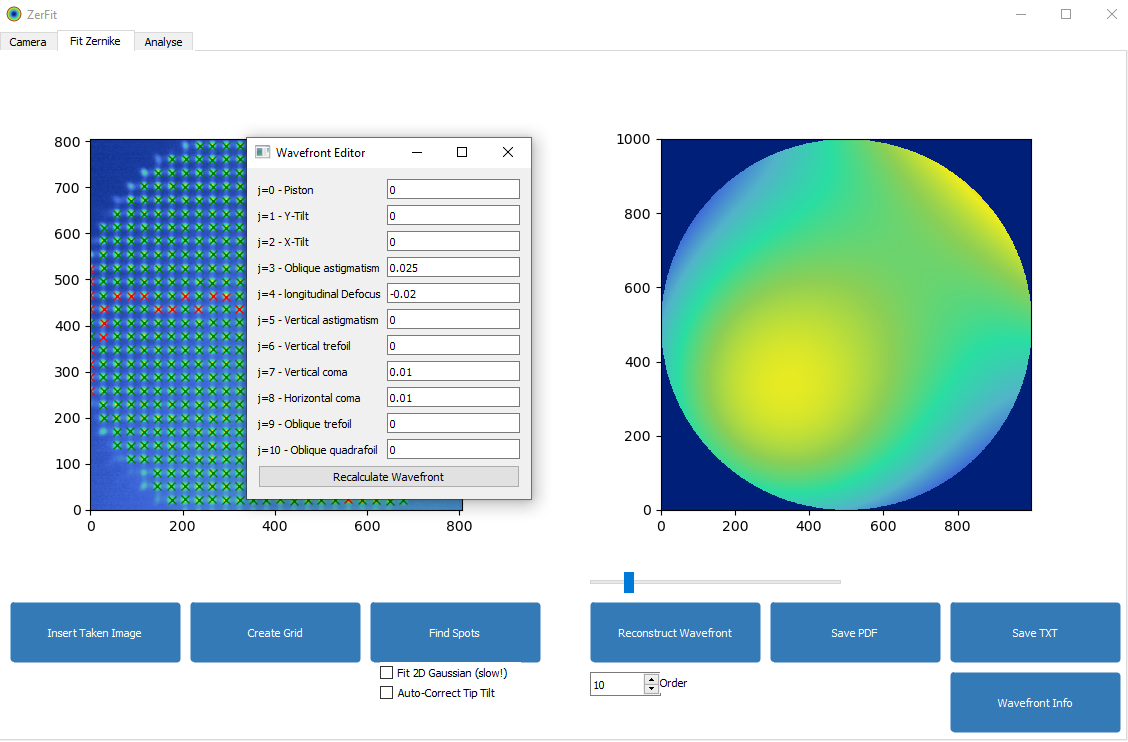 ZerFit
Camera
Fit Zernike
Analyse
800
700
600
500
400
300
200
100
0
0
200
400
600
800
Wavefront Editor
j=0 - Piston
0
j=1 - Y-Tilt
0
j=2 - X-Tilt
0
j=3 - Oblique astigmatism
0.025
j=4 - longitudinal Defocus
-0.02
j=5 - Vertical astigmatism
0
j=6 - Vertical trefoil
0
j=7 - Vertical coma
0.01
j=8 - Horizontal coma
0.01
j=9 - Oblique trefoil
0
j=10 - Oblique quadrafoil
0
Recalculate Wavefront
1000
800
600
400
200
0
0
200
400
600
800
Insert Taken Image
Create Grid
Find Spots
Reconstruct Wavefront
Save PDF
Save TXT
Fit 2D Gaussian (slow!)
Auto-Correct Tip Tilt
10
Order
Wavefront Info